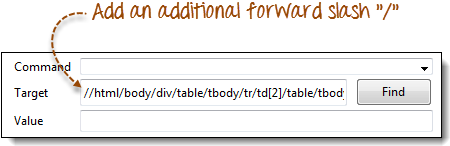 Add an additional forward slash "/"
Command
Target //html/body/div/table/tbody/tr/td[2]/table/tbody Find
Value